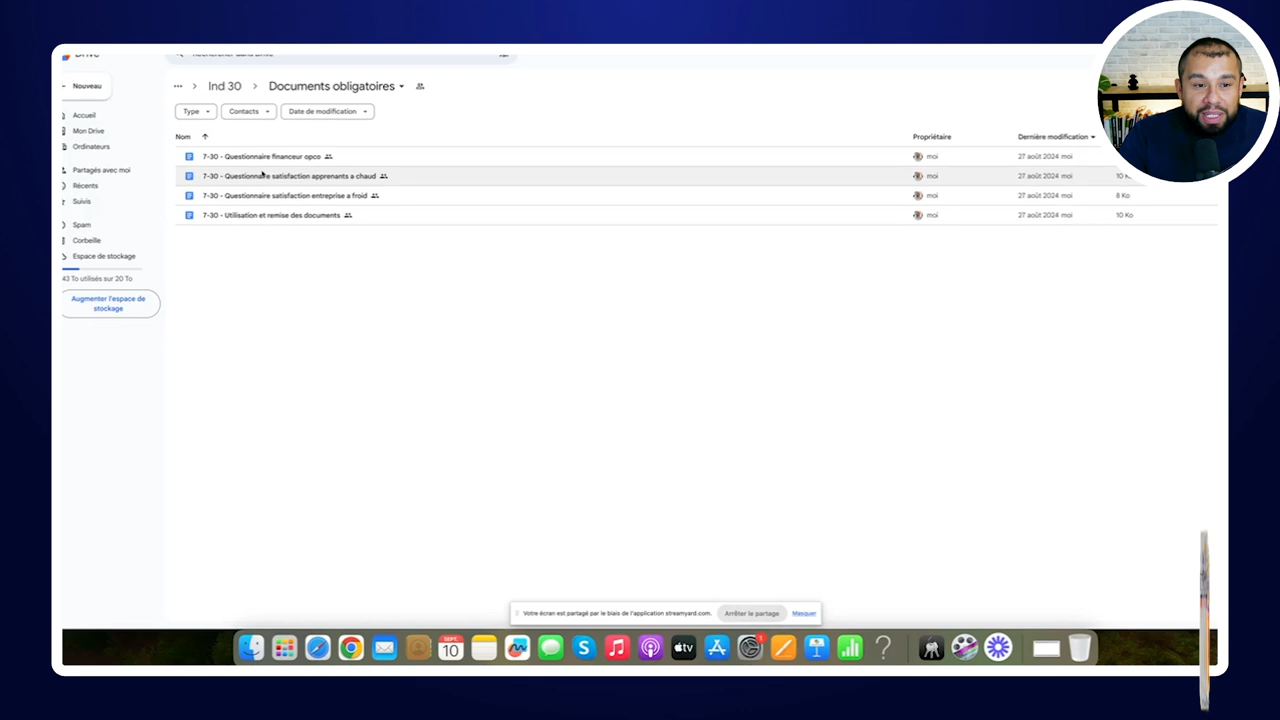 Drive
Rechercher dans Drive
Nouveau
Ind 30
Documents obligatoires
Type
Contacts
Date de modification
Accueil
Mon Drive
Ordinateurs
Partagés avec moi
Récents
Suivis
Spam
Corbeille
Espace de stockage
43 To utilisés sur 20 To
Augmenter l'espace de
stockage
Nom
Propriétaire
Dernière modification
7-30 - Questionnaire financeur opco
moi
27 août 2024 moi
7-30 - Questionnaire satisfaction apprenants a chaud
moi
27 août 2024 moi
10 Ko
7-30 - Questionnaire satisfaction entreprise a froid
moi
27 août 2024 moi
8 Ko
7-30 - Utilisation et remise des documents
moi
27 août 2024 moi
10 Ko
Votre écran est partagé par le biais de l'application streamyard.com.
Arrêter le partage
Masquer
SEPT.
10
tv
1